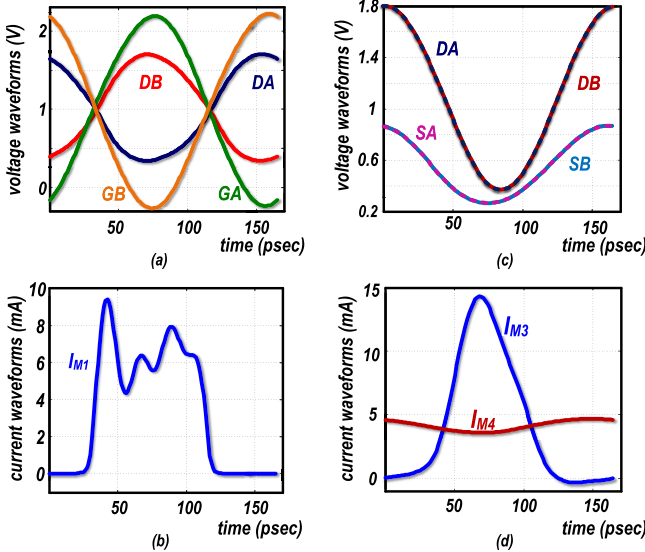 voltage waveforms (V)
2
1
0
DB
DA
GB
GA
50
100
150
time (psec)
(a)
voltage waveforms (V)
1.8
1.4
1
0.6
0.2
DA
DB
SA
SB
50
100
150
time (psec)
(c)
current waveforms (mA)
10
8
6
4
2
0
IM1
50
100
150
time (psec)
(b)
current waveforms (mA)
15
10
5
0
IM3
IM4
50
100
150
time (psec)
(d)